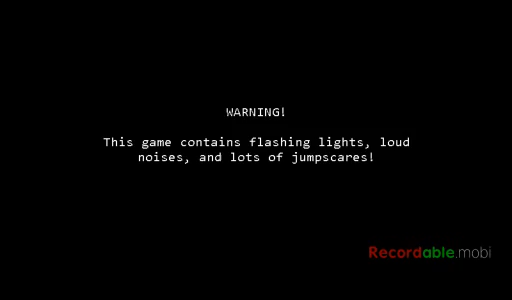 WARNING!
This game contains flashing lights, loud
noises, and lots of jumpscares!
Recordable.mobi